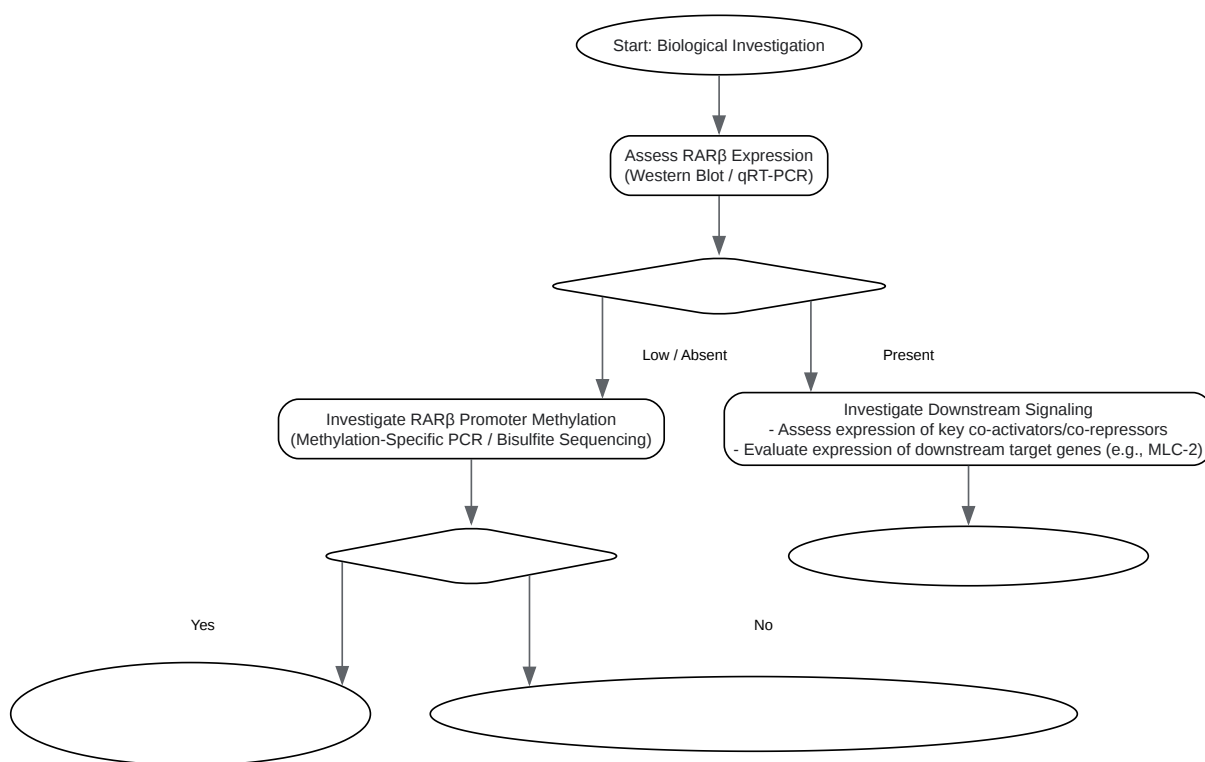 Start: Biological Investigation
Assess RARβ Expression
(Western Blot / qRT-PCR)
Low / Absent
Present
Investigate RARβ Promoter Methylation
(Methylation-Specific PCR / Bisulfite Sequencing)
Investigate Downstream Signaling
- Assess expression of key co-activators/co-repressors
- Evaluate expression of downstream target genes (e.g., MLC-2)
Yes
No